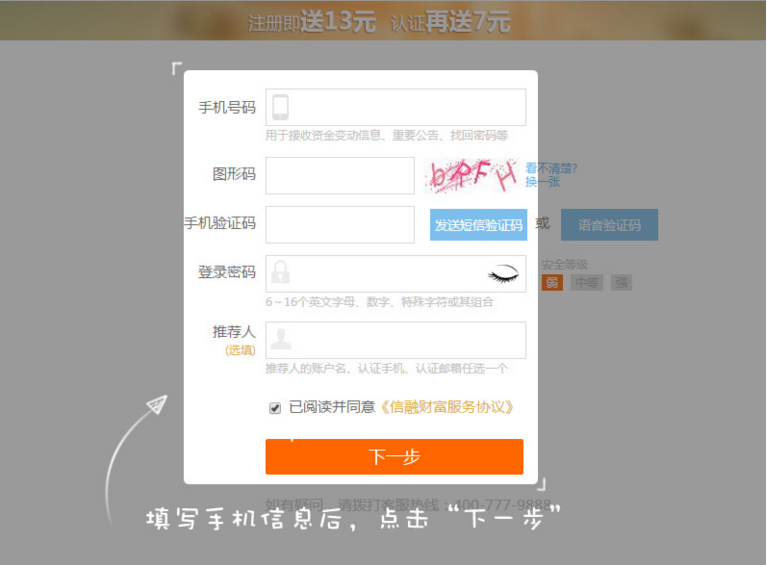 注册即送13元 认证再送7元
手机号码
用于接收资金变动信息、重要公告、找回密码等
图形码 bPFH 看不清楚?
换一张
手机验证码 发送短信验证码 或 语音验证码
登录密码 安全等级
弱 中等 强
6~16个英文字母、数字、特殊字符或其组合
推荐人
(选填)
推荐人的账户名、认证手机、认证邮箱任选一个
已阅读并同意《信融财富服务协议》
下一步
如有疑问,请拨打客服热线:400-777-9888
填写手机信息后,点击“下一步”